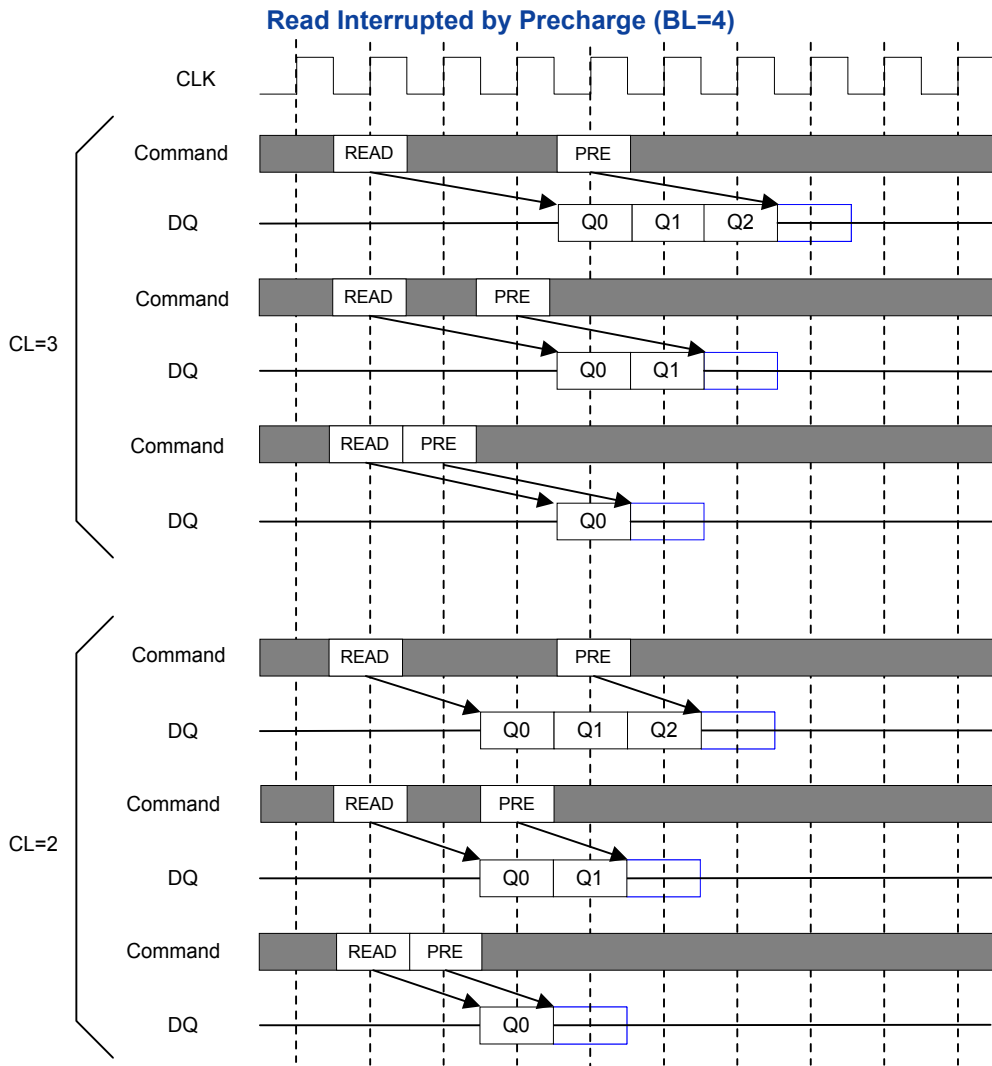 Read Interrupted by Precharge (BL=4)
CLK
Command READ PRE
DQ Q0 Q1 Q2
Command READ PRE
CL=3
DQ Q0 Q1
Command READ PRE
DQ Q0
Command READ PRE
DQ Q0 Q1 Q2
Command READ PRE
CL=2
DQ Q0 Q1
Command READ PRE
DQ Q0